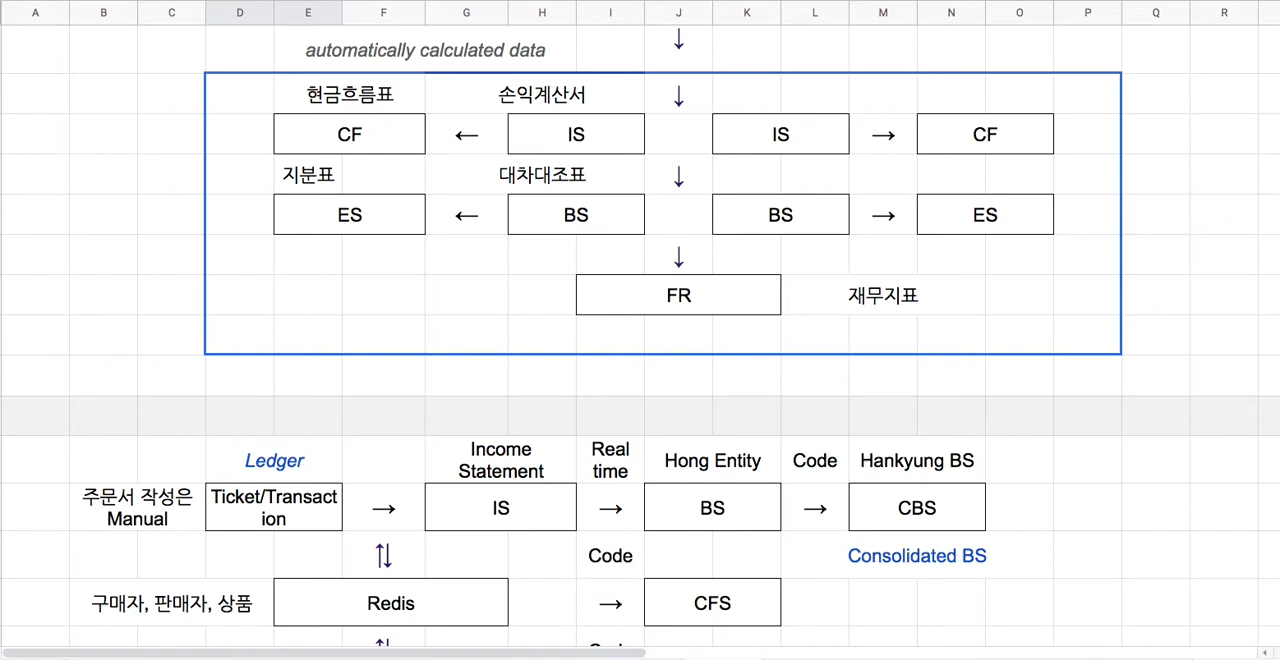 A B C D E F G H I J K L M N O P Q R
automatically calculated data
↓
현금흐름표 손익계산서 ↓
CF ← IS IS → CF
지분표 대차대조표 ↓
ES ← BS BS → ES
↓
FR 재무지표
Ledger Income Statement Real time Hong Entity Code Hankyung BS
주문서 작성은 Manual Ticket/Transaction → IS → BS → CBS
↑↓ Code Consolidated BS
구매자, 판매자, 상품 Redis → CFS